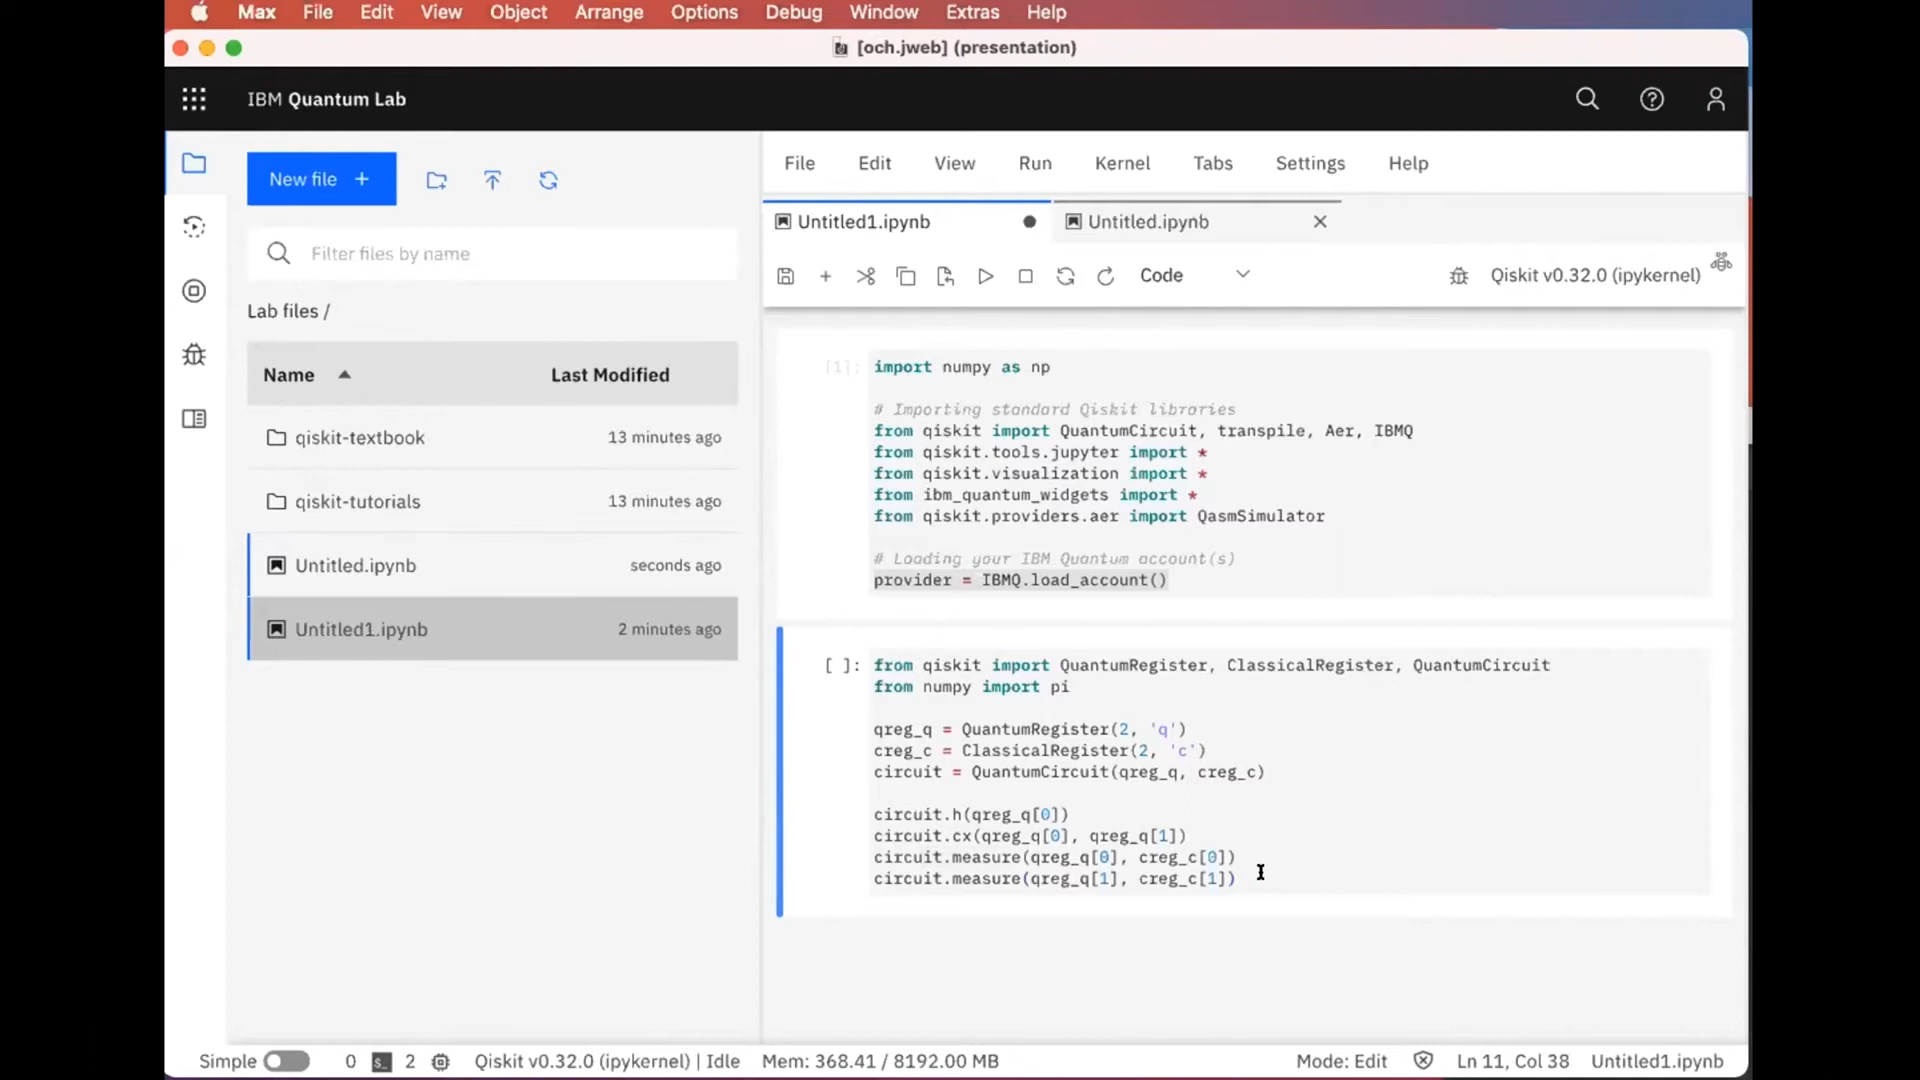 Max File Edit View Object Arrange Options Debug Window Extras Help
[och.jweb] (presentation)
IBM Quantum Lab
New file +
Filter files by name
Lab files /
Name Last Modified
qiskit-textbook 13 minutes ago
qiskit-tutorials 13 minutes ago
Untitled.ipynb seconds ago
Untitled1.ipynb 2 minutes ago
File Edit View Run Kernel Tabs Settings Help
Untitled1.ipynb Untitled.ipynb
Code Qiskit v0.32.0 (ipykernel)
[1]: import numpy as np
# Importing standard Qiskit libraries
from qiskit import QuantumCircuit, transpile, Aer, IBMQ
from qiskit.tools.jupyter import *
from qiskit.visualization import *
from ibm_quantum_widgets import *
from qiskit.providers.aer import QasmSimulator
# Loading your IBM Quantum account(s)
provider = IBMQ.load_account()
[ ]: from qiskit import QuantumRegister, ClassicalRegister, QuantumCircuit
from numpy import pi
qreg_q = QuantumRegister(2, 'q')
creg_c = ClassicalRegister(2, 'c')
circuit = QuantumCircuit(qreg_q, creg_c)
circuit.h(qreg_q[0])
circuit.cx(qreg_q[0], qreg_q[1])
circuit.measure(qreg_q[0], creg_c[0])
circuit.measure(qreg_q[1], creg_c[1])
Simple 0 $_ 2 Qiskit v0.32.0 (ipykernel) | Idle Mem: 368.41 / 8192.00 MB Mode: Edit Ln 11, Col 38 Untitled1.ipynb